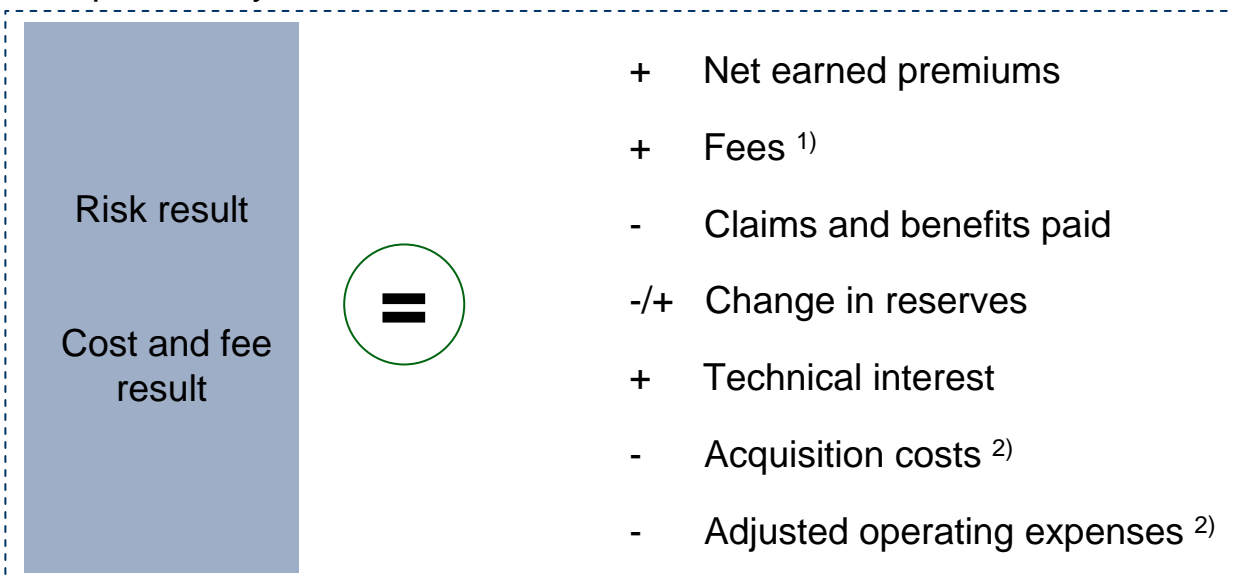 Risk result
Cost and fee
result
=
+ Net earned premiums
+ Fees 1)
- Claims and benefits paid
-/+ Change in reserves
+ Technical interest
- Acquisition costs 2)
- Adjusted operating expenses 2)